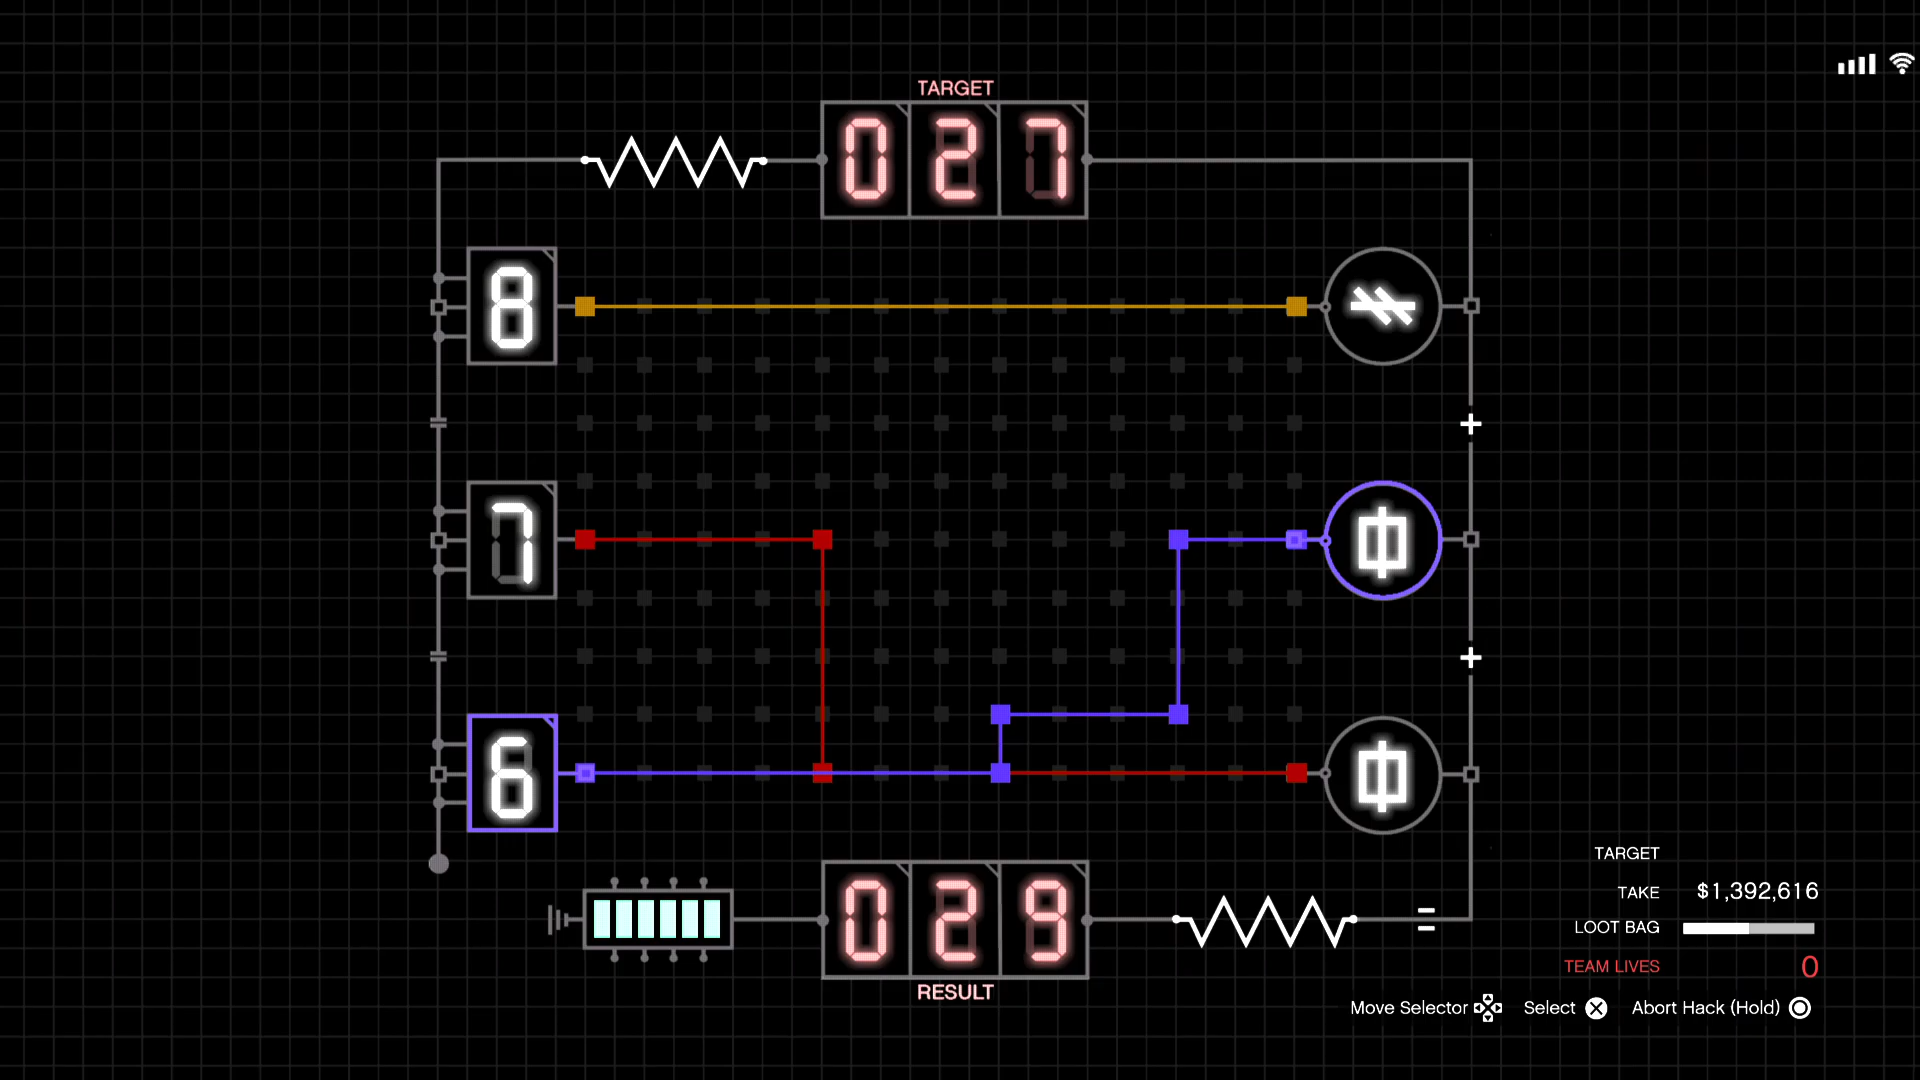 TARGET
027
8
+
7
+
6
029
=
RESULT
TARGET
TAKE $1,392,616
LOOT BAG
TEAM LIVES 0
Move Selector Select Abort Hack (Hold)